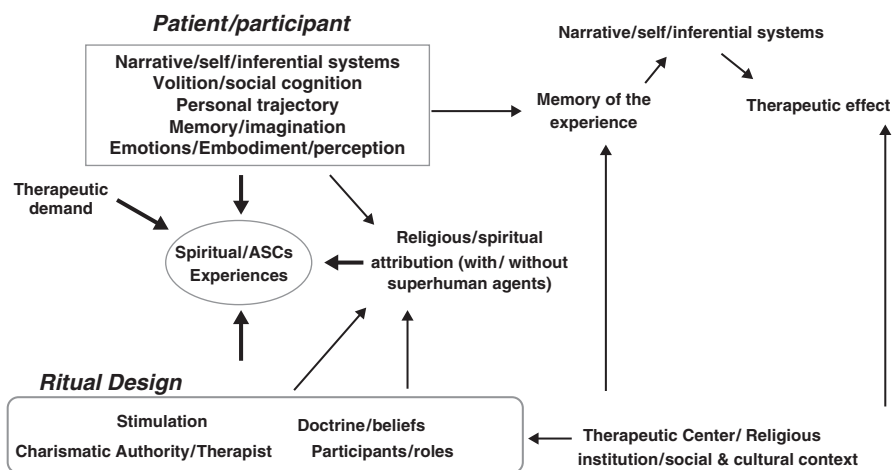 Patient/participant
Narrative/self/inferential systems
Volition/social cognition
Personal trajectory
Memory/imagination
Emotions/Embodiment/perception
Narrative/self/inferential systems
Memory of the
experience
Therapeutic effect
Therapeutic
demand
Spiritual/ASCs
Experiences
Religious/spiritual
attribution (with/ without
superhuman agents)
Ritual Design
Stimulation
Doctrine/beliefs
Charismatic Authority/Therapist
Participants/roles
Therapeutic Center/ Religious
institution/social & cultural context